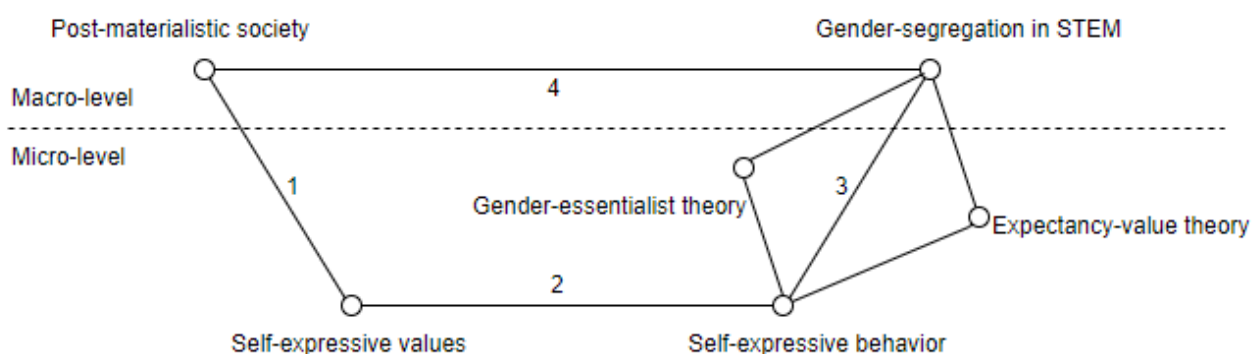 Post-materialistic society
Gender-segregation in STEM
4
Macro-level
Micro-level
1
3
Gender-essentialist theory
Expectancy-value theory
2
Self-expressive values
Self-expressive behavior